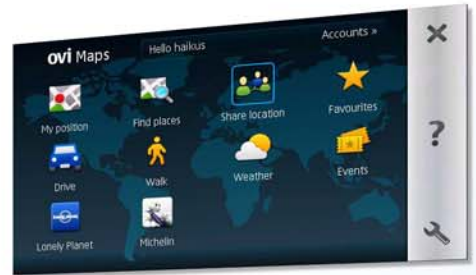 ovi Maps
Hello haikus
Accounts »
My position
Find places
Share location
Favourites
Drive
Walk
Weather
Events
Lonely Planet
Michelin
?